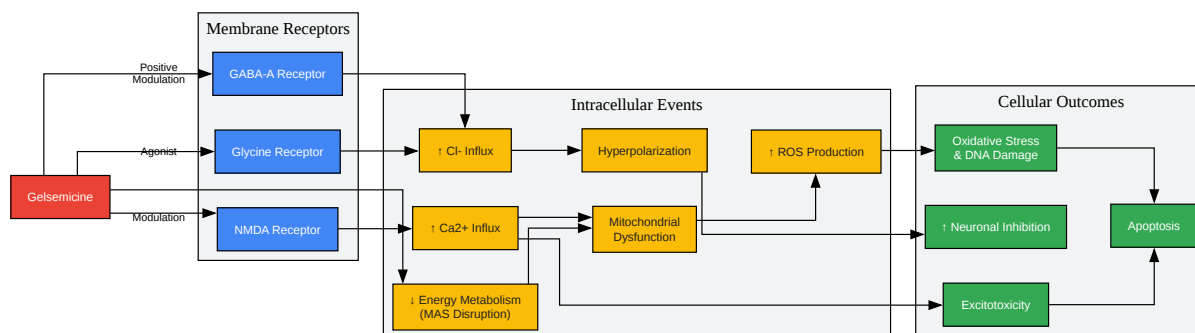 Membrane Receptors
Positive
Modulation
GABA-A Receptor
Agonist
Glycine Receptor
Gelsemicine
Modulation
NMDA Receptor
Intracellular Events
↑ Cl- Influx
Hyperpolarization
↑ ROS Production
↑ Ca2+ Influx
Mitochondrial
Dysfunction
↓ Energy Metabolism
(MAS Disruption)
Cellular Outcomes
Oxidative Stress
& DNA Damage
↑ Neuronal Inhibition
Apoptosis
Excitotoxicity